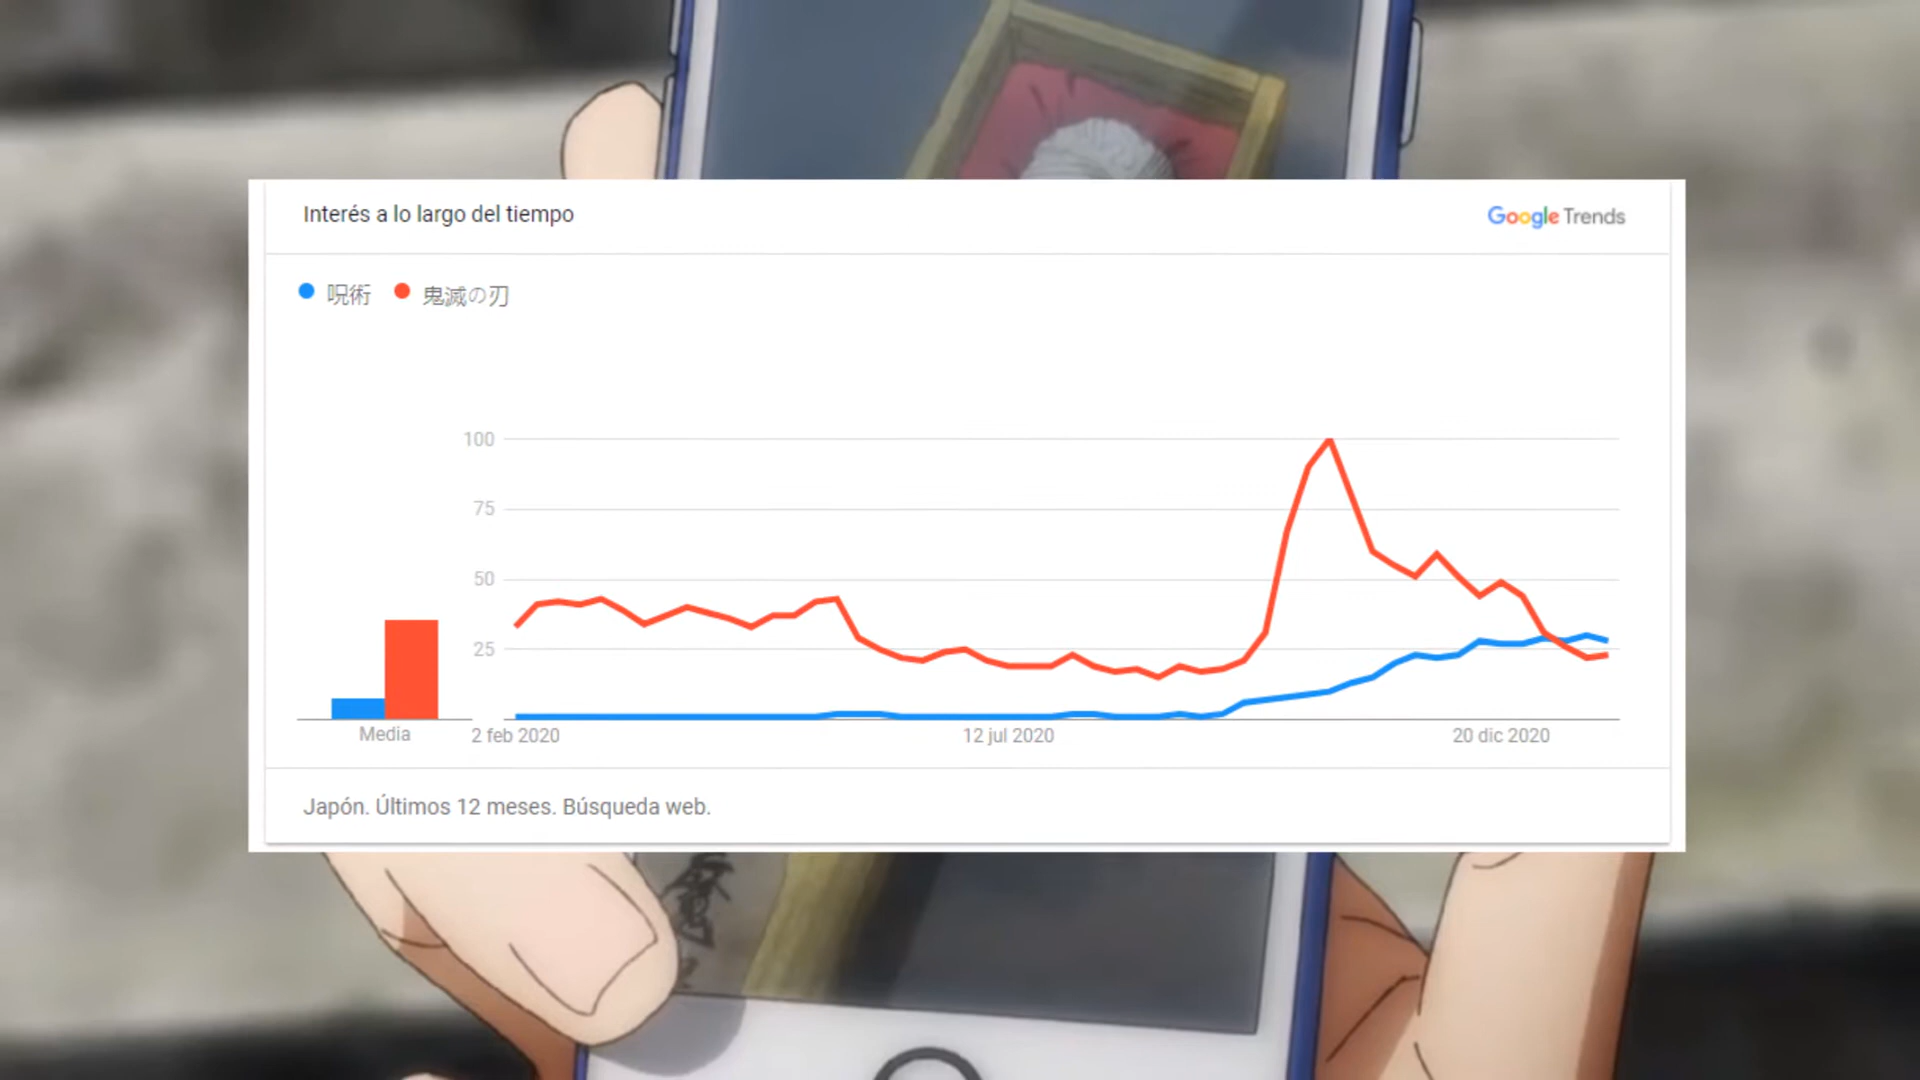 Interés a lo largo del tiempo
Google Trends
呪術 鬼滅の刃
100
75
50
25
Media
2 feb 2020 12 jul 2020 20 dic 2020
Japón. Últimos 12 meses. Búsqueda web.